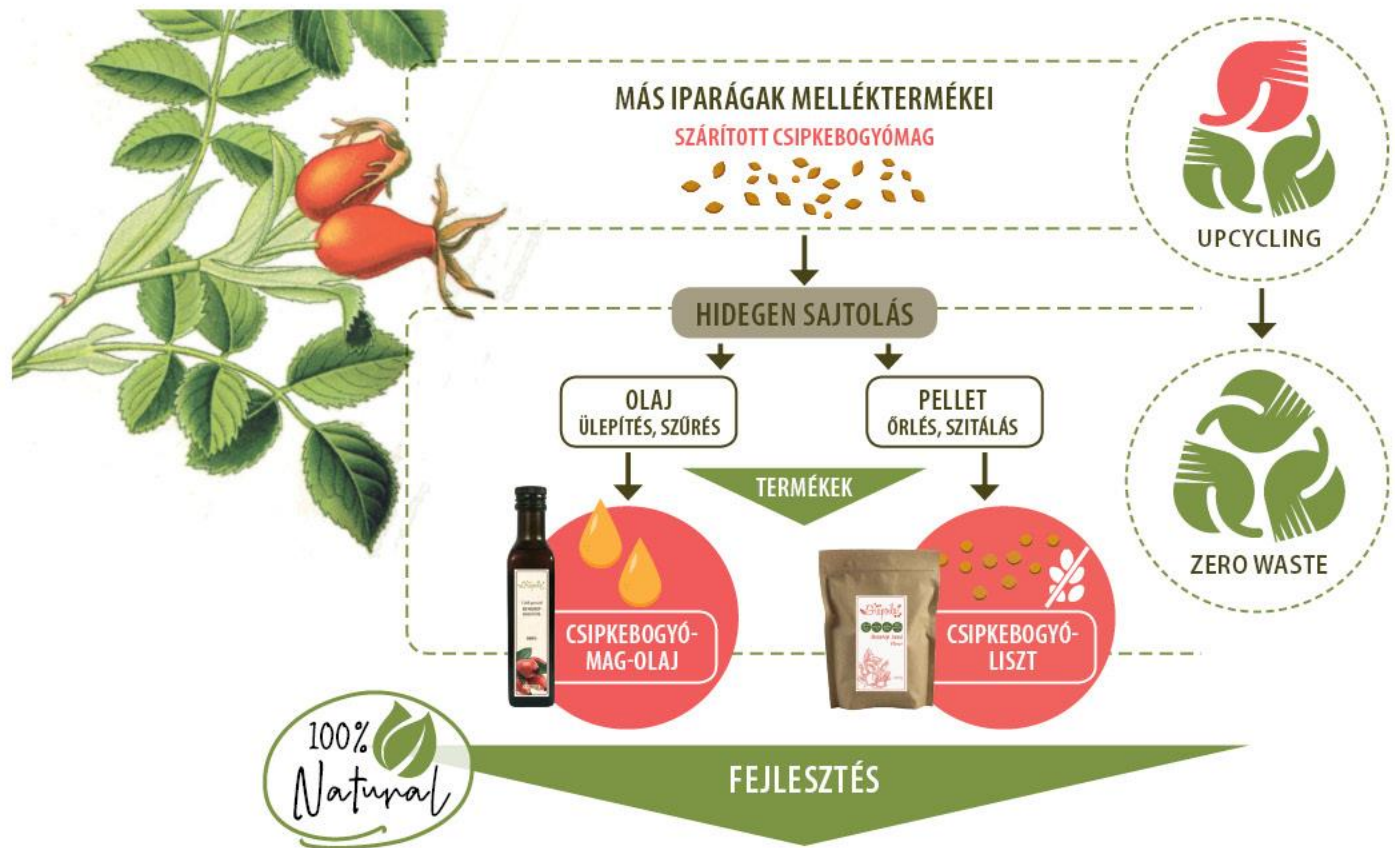 MÁS IPARÁGAK MELLÉKTERMÉKEI
SZÁRÍTOTT CSIPKEBOGYÓMAG
UPCYCLING
HIDEGEN SAJTOLÁS
OLAJ
ÜLEPÍTÉS, SZŰRÉS
PELLET
ŐRLÉS, SZITÁLÁS
TERMÉKEK
ZERO WASTE
CSIPKEBOGYÓ-
MAG-OLAJ
CSIPKEBOGYÓ-
LISZT
100%
Natural
FEJLESZTÉS